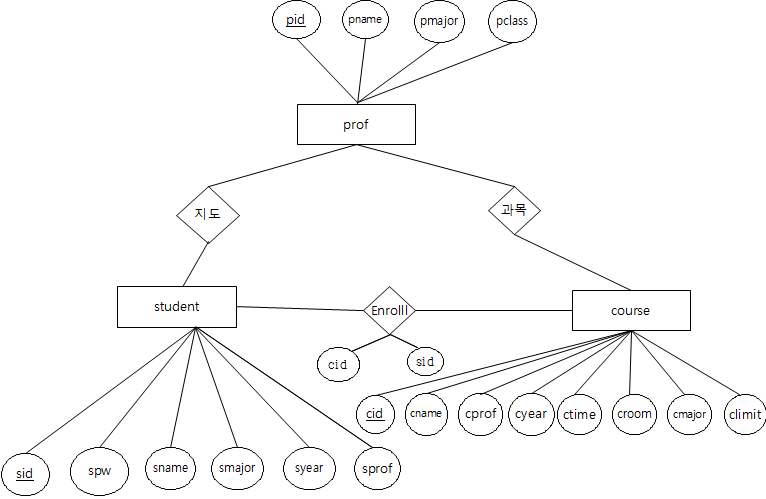 pid
pname
pmajor
pclass
prof
지도
과목
student
Enrolll
course
cid
sid
cid
cname
cprof
cyear
ctime
croom
cmajor
climit
sid
spw
sname
smajor
syear
sprof